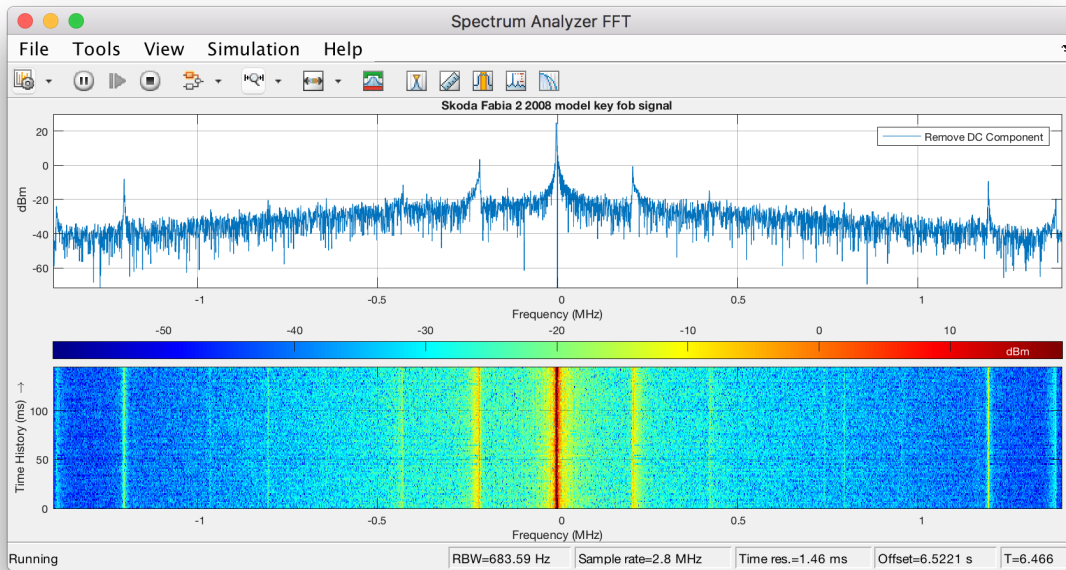 Spectrum Analyzer FFT
File Tools View Simulation Help
Skoda Fabia 2 2008 model key fob signal
Remove DC Component
20
0
-20
-40
-60
dBm
-1 -0.5 0 0.5 1
Frequency (MHz)
-50 -40 -30 -20 -10 0 10
dBm
100
50
0
Time History (ms) →
-1 -0.5 0 0.5 1
Frequency (MHz)
Running RBW=683.59 Hz Sample rate=2.8 MHz Time res.=1.46 ms Offset=6.5221 s T=6.466